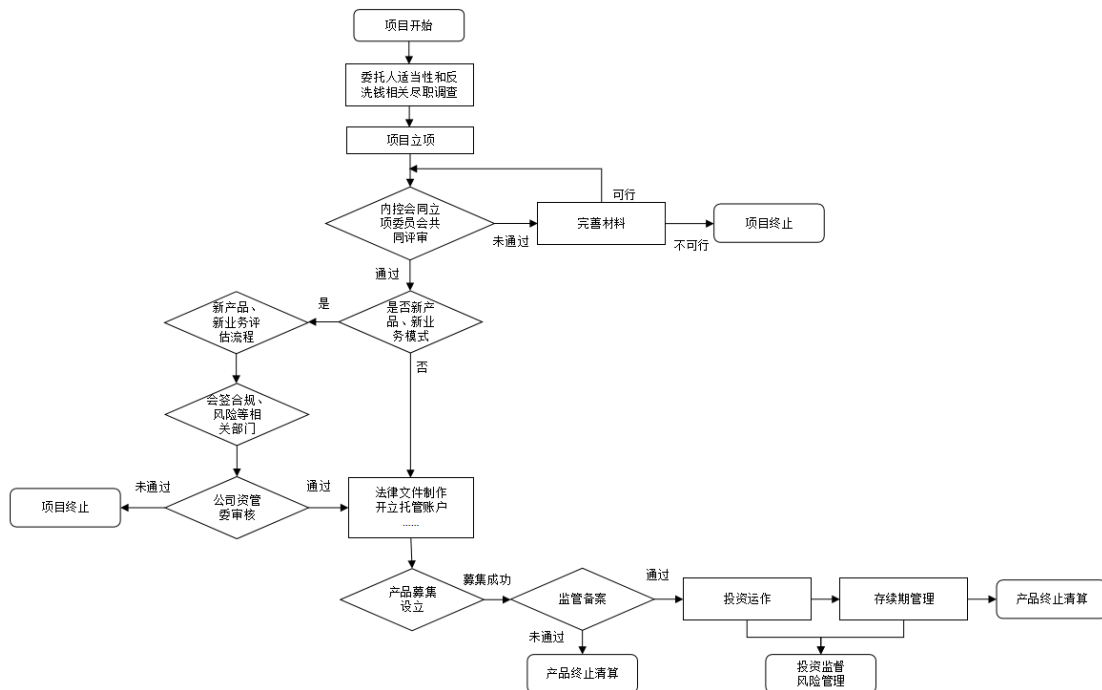 项目开始
委托人适当性和反
洗钱相关尽职调查
项目立项
可行
内控会同立
项委员会共
同评审
未通过
完善材料
不可行
项目终止
通过
是
新产品、
新业务评
估流程
是否新产
品、新业
务模式
否
会签合规、
风险等相
关部门
项目终止
未通过
公司资管
委审核
通过
法律文件制作
开立托管账户
……
产品募集
设立
募集成功
监管备案
通过
投资运作
存续期管理
产品终止清算
未通过
产品终止清算
投资监督
风险管理